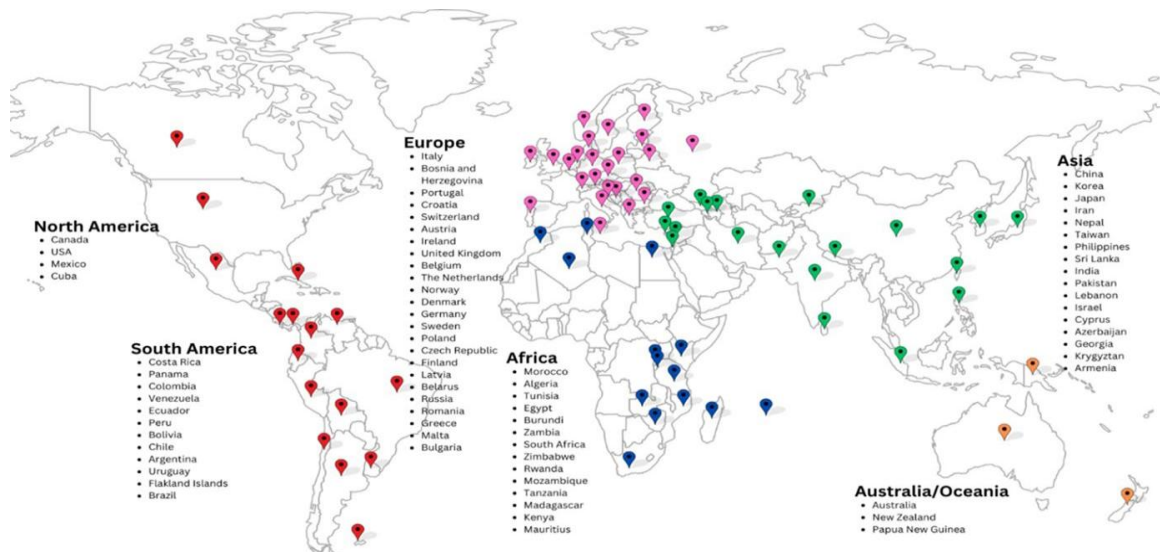 North America
Canada
USA
Mexico
Cuba
South America
Costa Rica
Panama
Colombia
Venezuela
Ecuador
Peru
Bolivia
Chile
Argentina
Uruguay
Flakland Islands
Brazil
Europe
Italy
Bosnia and
Herzegovina
Portugal
Croatia
Switzerland
Austria
Ireland
United Kingdom
Belgium
The Netherlands
Norway
Denmark
Germany
Sweden
Poland
Czech Republic
Finland
Latvia
Belarus
Russia
Romania
Greece
Malta
Bulgaria
Africa
Morocco
Algeria
Tunisia
Egypt
Burundi
Zambia
South Africa
Zimbabwe
Rwanda
Mozambique
Tanzania
Madagascar
Kenya
Mauritius
Asia
China
Korea
Japan
Iran
Nepal
Taiwan
Philippines
Sri Lanka
India
Pakistan
Lebanon
Israel
Cyprus
Azerbaijan
Georgia
Krygyztan
Armenia
Australia/Oceania
Australia
New Zealand
Papua New Guinea